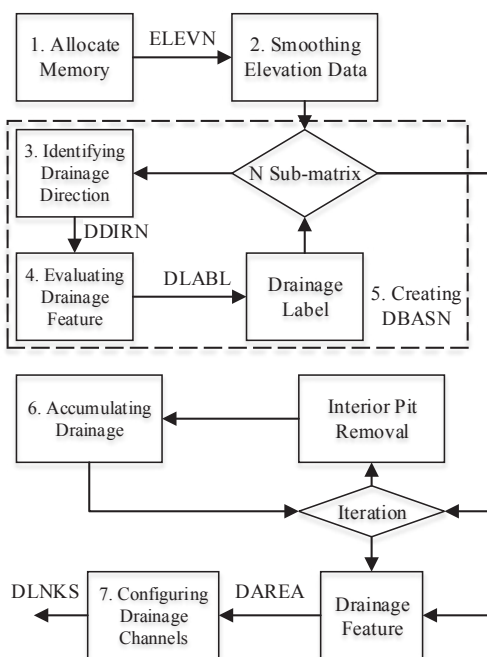 1. Allocate
Memory
ELEVN
2. Smoothing
Elevation Data
3. Identifying
Drainage
Direction
N Sub-matrix
DDIRN
4. Evaluating
Drainage
Feature
DLABL
Drainage
Label
5. Creating
DBASN
6. Accumulating
Drainage
Interior Pit
Removal
Iteration
DLNKS
7. Configuring
Drainage
Channels
DAREA
Drainage
Feature